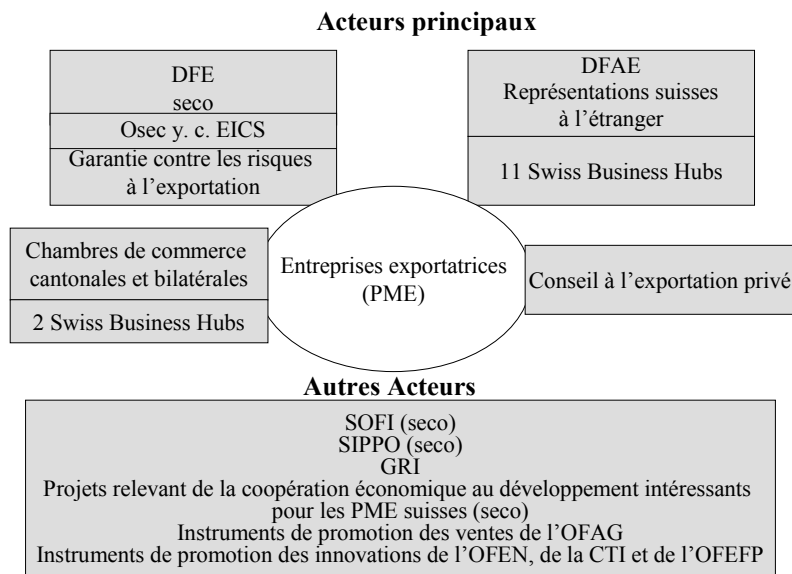 Acteurs principaux
DFE
seco
Osec y. c. EICS
Garantie contre les risques
à l’exportation
DFAE
Représentations suisses
à l’étranger
11 Swiss Business Hubs
Chambres de commerce
cantonales et bilatérales
2 Swiss Business Hubs
Entreprises exportatrices
(PME)
Conseil à l’exportation privé
Autres Acteurs
SOFI (seco)
SIPPO (seco)
GRI
Projets relevant de la coopération économique au développement intéressants
pour les PME suisses (seco)
Instruments de promotion des ventes de l’OFAG
Instruments de promotion des innovations de l’OFEN, de la CTI et de l’OFEFP